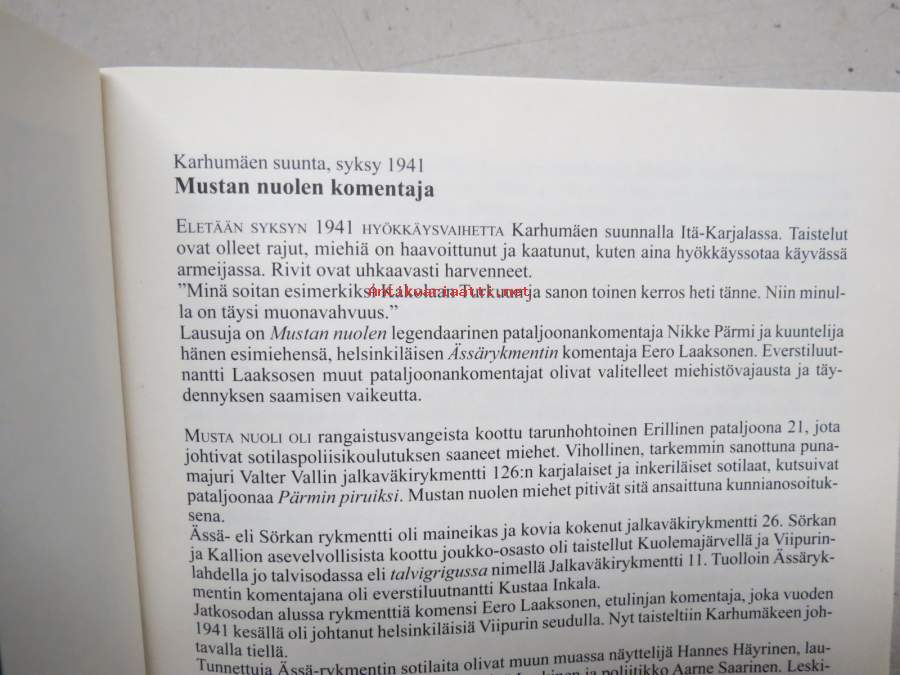 Karhumäen suunta, syksy 1941
Mustan nuolen komentaja
ELETÄÄN SYKSYN 1941 HYÖKKÄYSVAIHETTA Karhumäen suunnalla Itä-Karjalassa. Taistelut
ovat olleet rajut, miehiä on haavoittunut ja kaatunut, kuten aina hyökkäyssotaa käyvässä
armeijassa. Rivit ovat uhkaavasti harvenneet.
”Minä soitan esimerkiksi Kakolaan Turkuun ja sanon toinen kerros heti tänne. Niin minul-
la on täysi muonavahvuus.”
Lausuja on Mustan nuolen legendaarinen pataljoonankomentaja Nikke Pärmi ja kuuntelija
hänen esimiehensä, helsinkiläisen Ässärykmentin komentaja Eero Laaksonen. Everstiluut-
nantti Laaksosen muut pataljoonankomentajat olivat valitelleet miehistövajausta ja täy-
dennyksen saamisen vaikeutta.
MUSTA NUOLI OLI rangaistusvangeista koottu tarunhohtoinen Erillinen pataljoona 21, jota
johtivat sotilaspoliisikoulutuksen saaneet miehet. Vihollinen, tarkemmin sanottuna puna-
majuri Valter Vallin jalkaväkirykmentti 126:n karjalaiset ja inkeriläiset sotilaat, kutsuivat
pataljoonaa Pärmin piruiksi. Mustan nuolen miehet pitivät sitä ansaittuna kunnianosoituk-
sena.
Ässä- eli Sörkan rykmentti oli maineikas ja kovia kokenut jalkaväkirykmentti 26. Sörkan
ja Kallion asevelvollisista koottu joukko-osasto oli taistellut Kuolemajärvellä ja Viipurin-
lahdella jo talvisodassa eli talvigrigussa nimellä Jalkaväkirykmentti 11. Tuolloin Ässäryk-
mentin komentajana oli everstiluutnantti Kustaa Inkala.
Jatkosodan alussa rykmenttiä komensi Eero Laaksonen, etulinjan komentaja, joka vuoden
1941 kesällä oli johtanut helsinkiläisiä Viipurin seudulla. Nyt taisteltiin Karhumäkeen joh-
tavalla tiellä.
Tunnettuja Ässä-rykmentin sotilaita olivat muun muassa näyttelijä Hannes Häyrinen, lau-
ja poliitikko Aarne Saarinen. Leski-